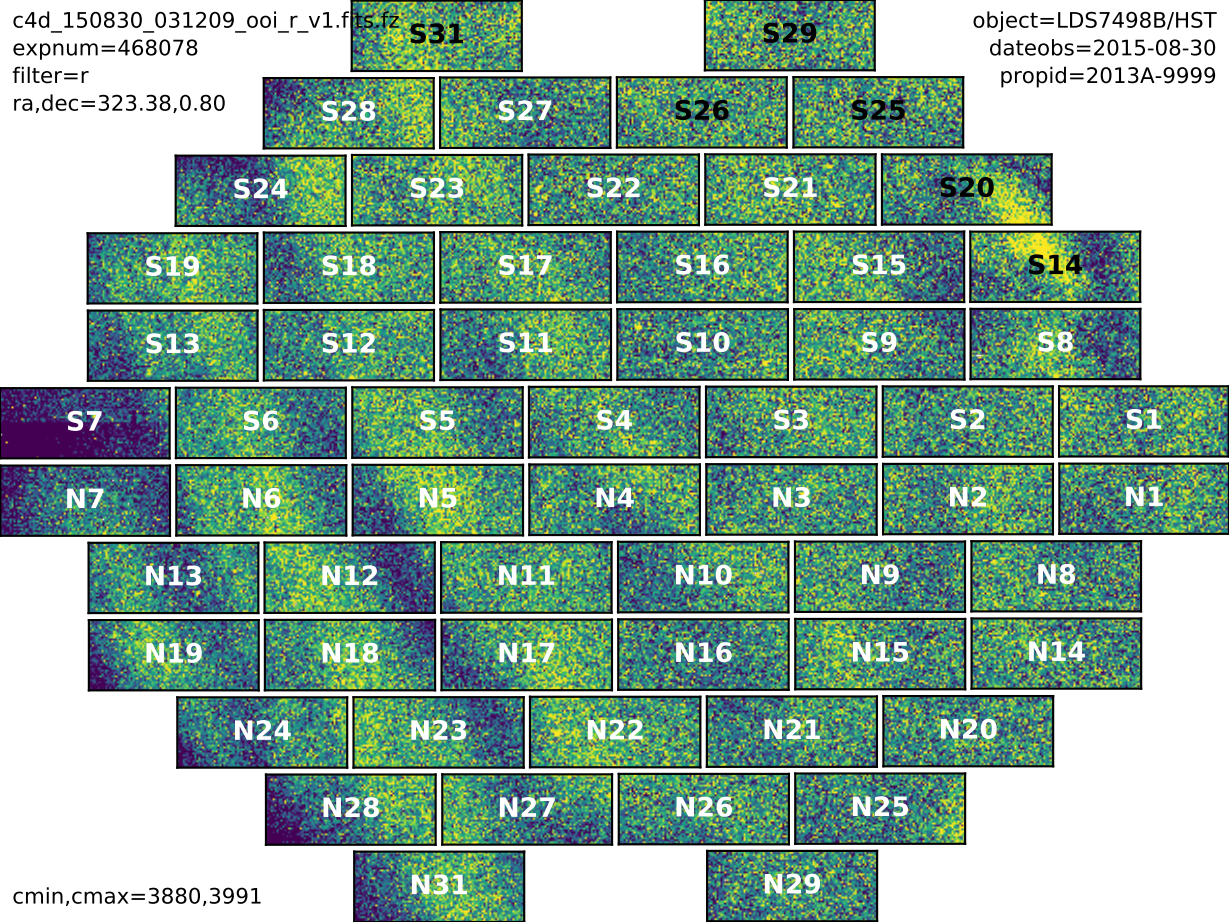 c4d_150830_031209_ooi_r_v1.fits.fz
expnum=468078
filter=r
ra,dec=323.38,0.80
object=LDS7498B/HST
dateobs=2015-08-30
propid=2013A-9999
S31 S29
S28 S27 S26 S25
S24 S23 S22 S21 S20
S19 S18 S17 S16 S15 S14
S13 S12 S11 S10 S9 S8
S7 S6 S5 S4 S3 S2 S1
N7 N6 N5 N4 N3 N2 N1
N13 N12 N11 N10 N9 N8
N19 N18 N17 N16 N15 N14
N24 N23 N22 N21 N20
N28 N27 N26 N25
N31 N29
cmin,cmax=3880,3991